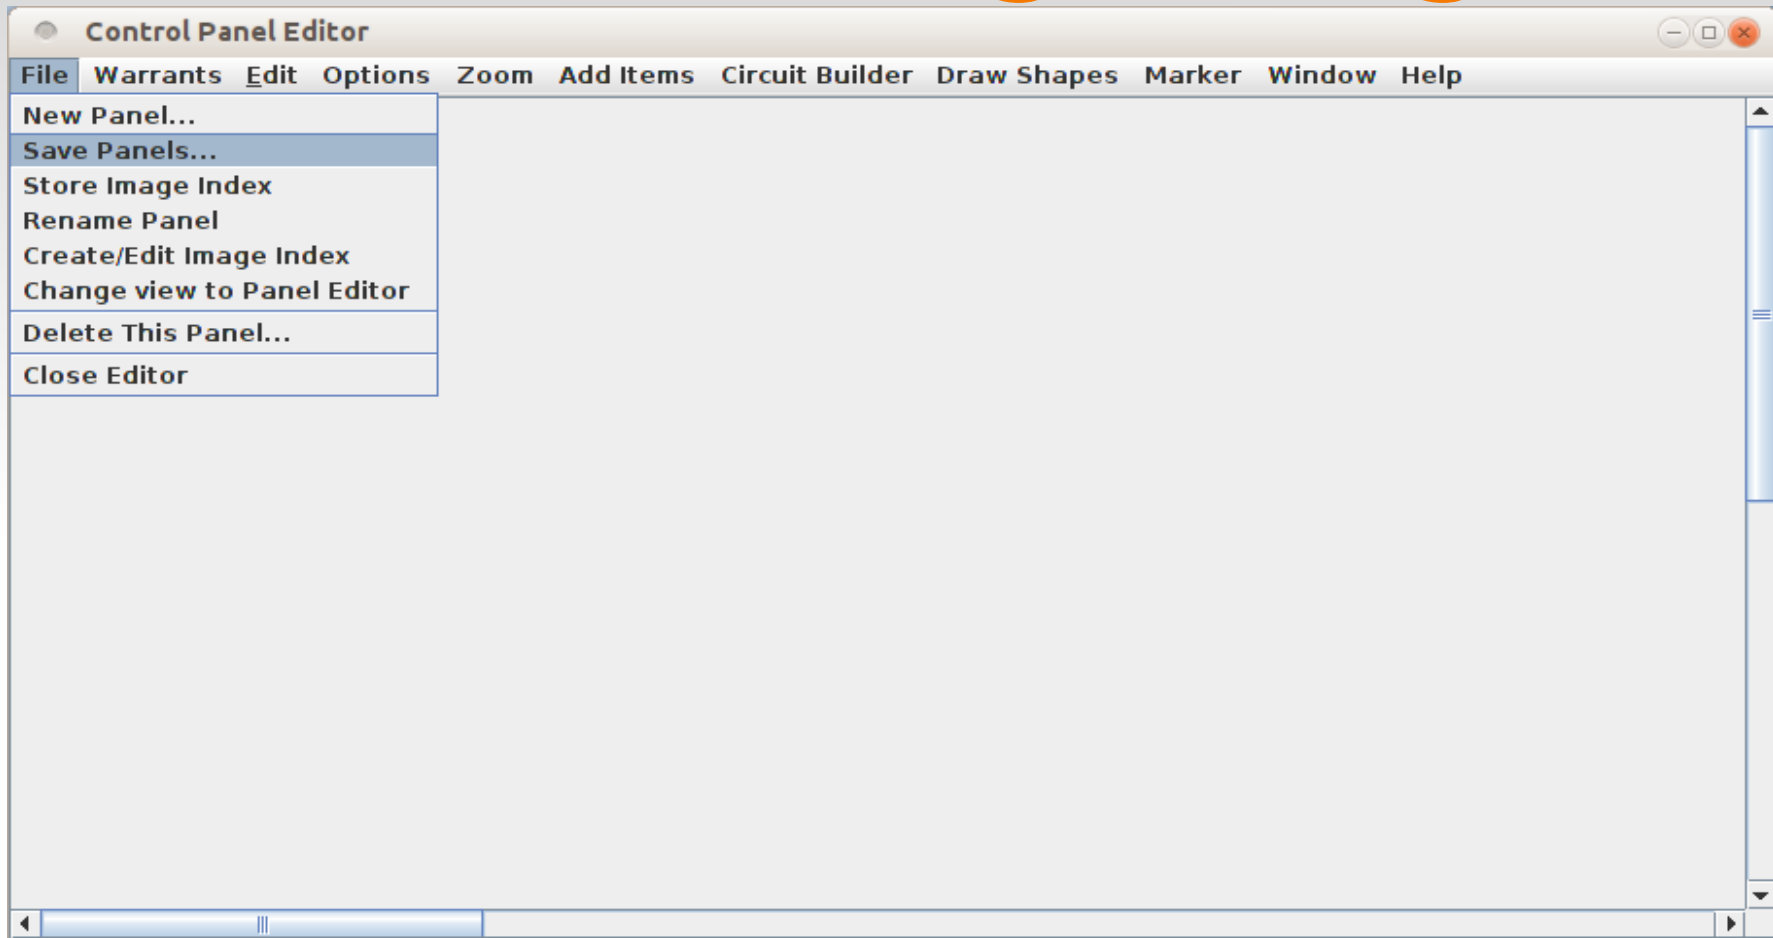 Control Panel Editor
File Warrants Edit Options Zoom Add Items Circuit Builder Draw Shapes Marker Window Help
New Panel...
Save Panels...
Store Image Index
Rename Panel
Create/Edit Image Index
Change view to Panel Editor
Delete This Panel...
Close Editor